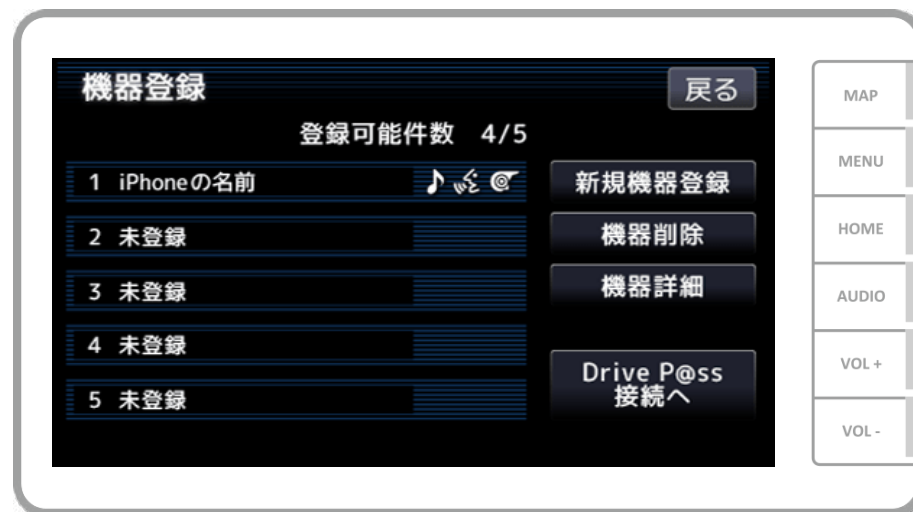 機器登録
戻る
登録可能件数 4/5
1 iPhoneの名前
2 未登録
3 未登録
4 未登録
5 未登録
新規機器登録
機器削除
機器詳細
Drive P@ss
接続へ
MAP
MENU
HOME
AUDIO
VOL +
VOL -